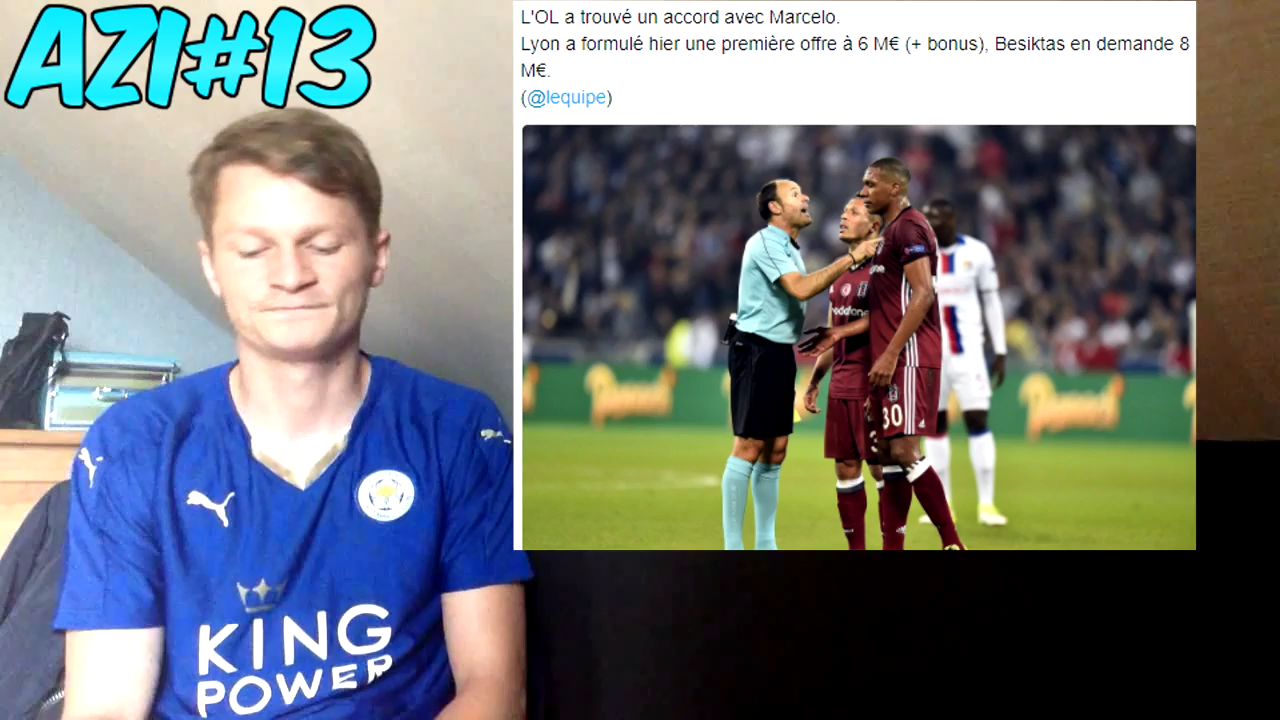 AZI#13
L'OL a trouvé un accord avec Marcelo.
Lyon a formulé hier une première offre à 6 M€ (+ bonus), Besiktas en demande 8
M€.
(@lequipe)
vodafone
30
KING
POWER